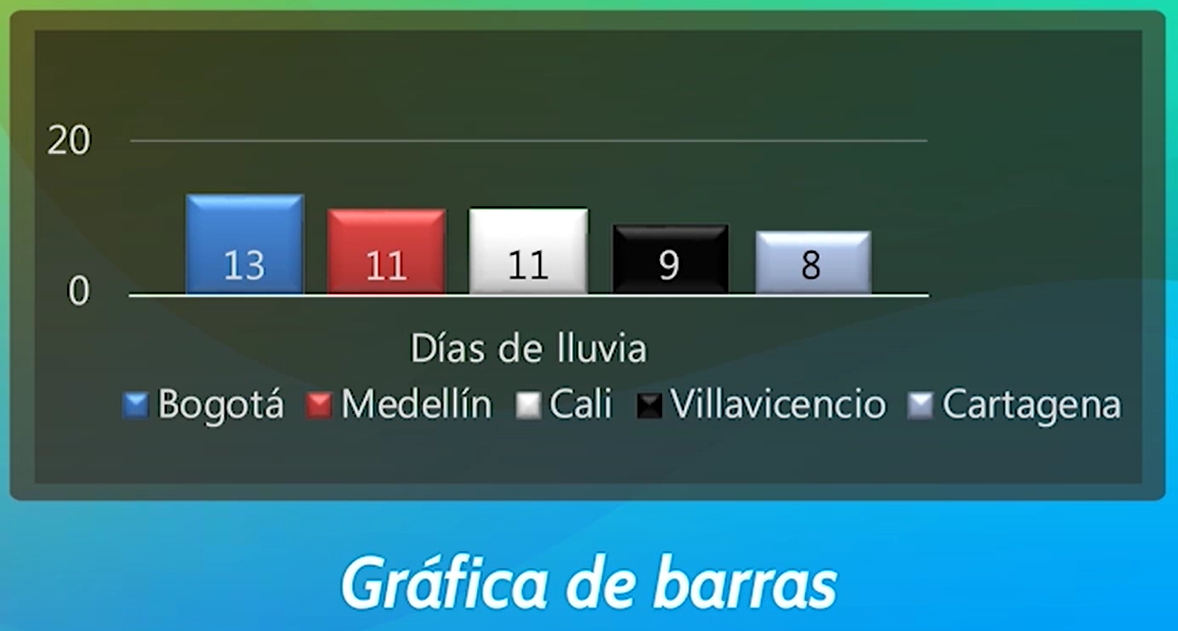 20
13 11 11 9 8
0
Días de lluvia
Bogotá Medellín Cali Villavicencio Cartagena
Gráfica de barras